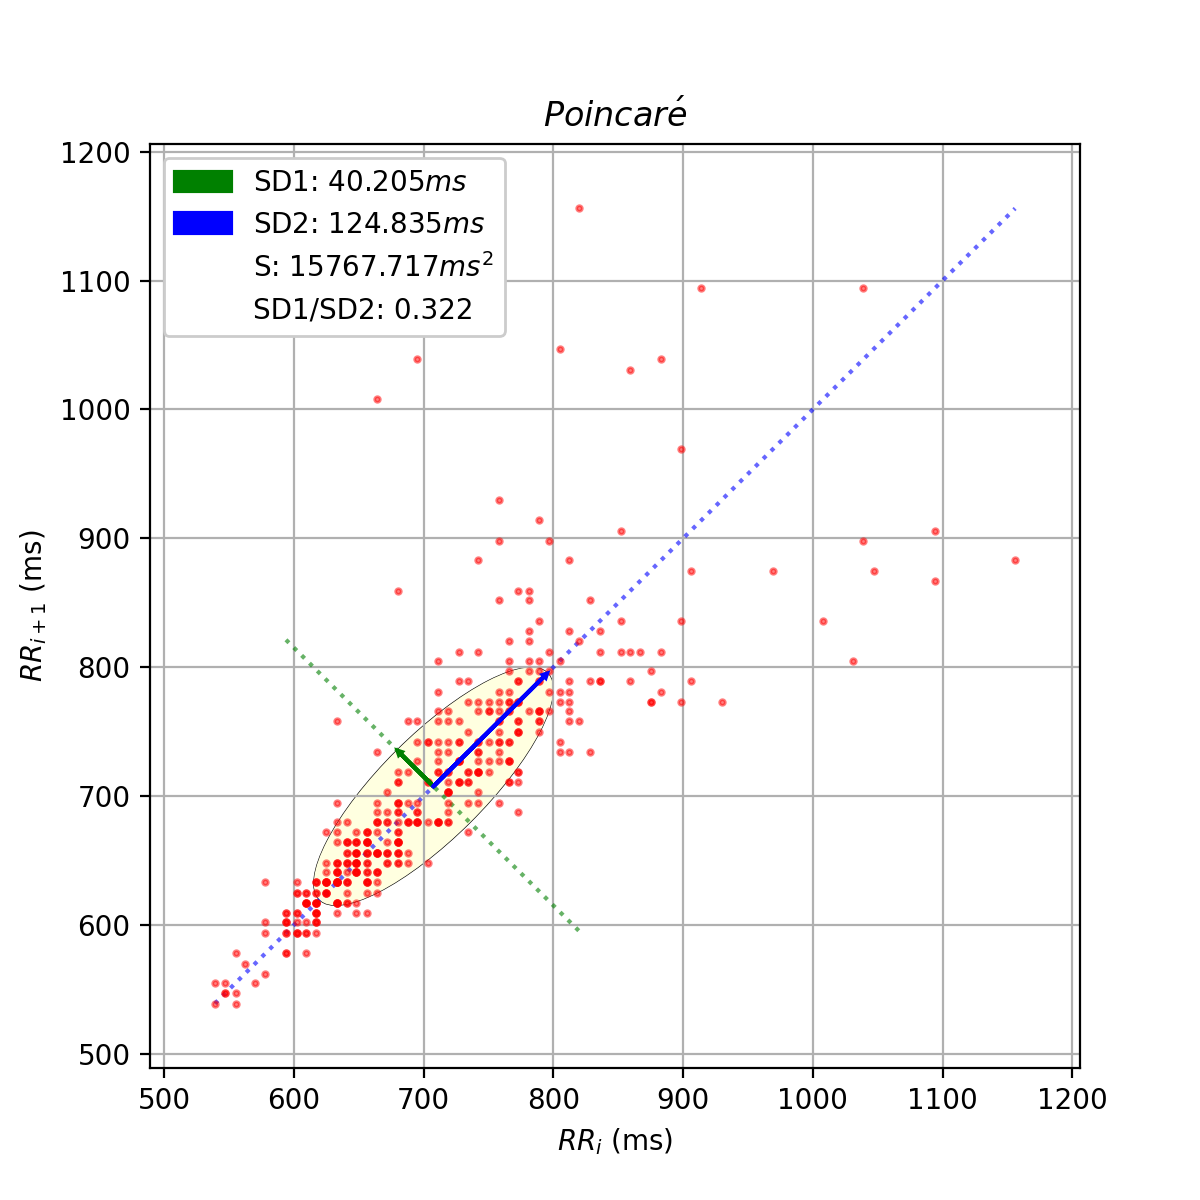 Poincaré
1200
1100
1000
900
800
700
600
500
SD1: 40.205ms
SD2: 124.835ms
S: 15767.717ms²
SD1/SD2: 0.322
RRᵢ₊₁ (ms)
500 600 700 800 900 1000 1100 1200
RRᵢ (ms)